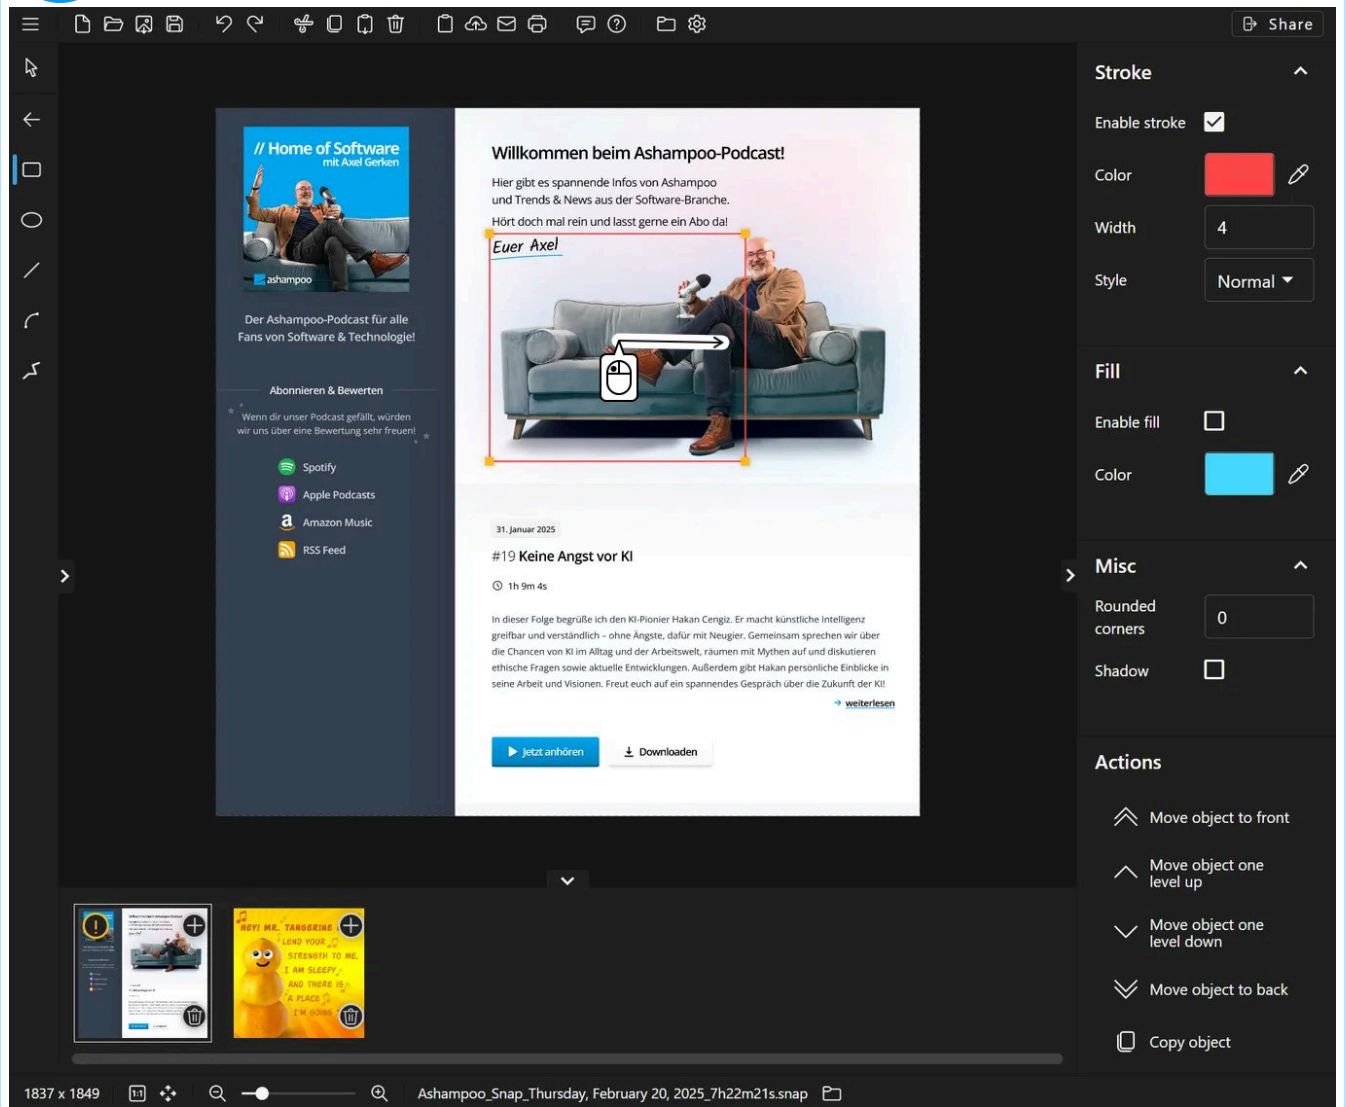 Share
// Home of Software
mit Axel Gerken
ashampoo
Der Ashampoo-Podcast für alle
Fans von Software & Technologie!
Abonnieren & Bewerten
Wenn dir unser Podcast gefällt, würden
wir uns über eine Bewertung sehr freuen!
Spotify
Apple Podcasts
Amazon Music
RSS Feed
Willkommen beim Ashampoo-Podcast!
Hier gibt es spannende Infos von Ashampoo
und Trends & News aus der Software-Branche.
Hört doch mal rein und lasst gerne ein Abo da!
Euer Axel
31. Januar 2025
#19 Keine Angst vor KI
1h 9m 4s
In dieser Folge begrüße ich den KI-Pionier Hakan Cengiz. Er macht künstliche Intelligenz
greifbar und verständlich – ohne Ängste, dafür mit Neugier. Gemeinsam sprechen wir über
die Chancen von KI im Alltag und der Arbeitswelt, räumen mit Mythen auf und diskutieren
ethische Fragen sowie aktuelle Entwicklungen. Außerdem gibt Hakan persönliche Einblicke in
seine Arbeit und Visionen. Freut euch auf ein spannendes Gespräch über die Zukunft der KI!
weiterlesen
Jetzt anhören
Downloaden
Stroke
Enable stroke
Color
Width 4
Style Normal
Fill
Enable fill
Color
Misc
Rounded
corners 0
Shadow
Actions
Move object to front
Move object one
level up
Move object one
level down
Move object to back
Copy object
HEY! MR. TANGERINE
LEND YOUR
STRENGTH TO ME,
I AM SLEEPY
AND THERE IS
A PLACE
I'M GOING
1837 x 1849
1:1
Ashampoo_Snap_Thursday, February 20, 2025_7h22m21s.snap